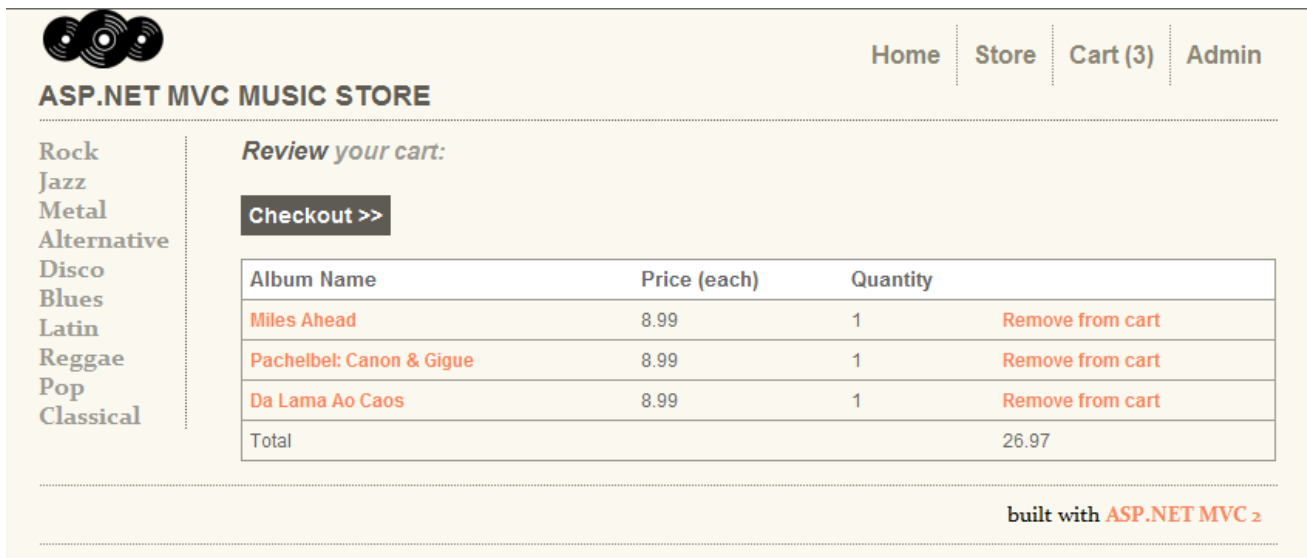 Home Store Cart (3) Admin
ASP.NET MVC MUSIC STORE
Rock
Jazz
Metal
Alternative
Disco
Blues
Latin
Reggae
Pop
Classical
Review your cart:
Checkout >>
Album Name Price (each) Quantity
Miles Ahead 8.99 1 Remove from cart
Pachelbel: Canon & Gigue 8.99 1 Remove from cart
Da Lama Ao Caos 8.99 1 Remove from cart
Total 26.97
built with ASP.NET MVC 2